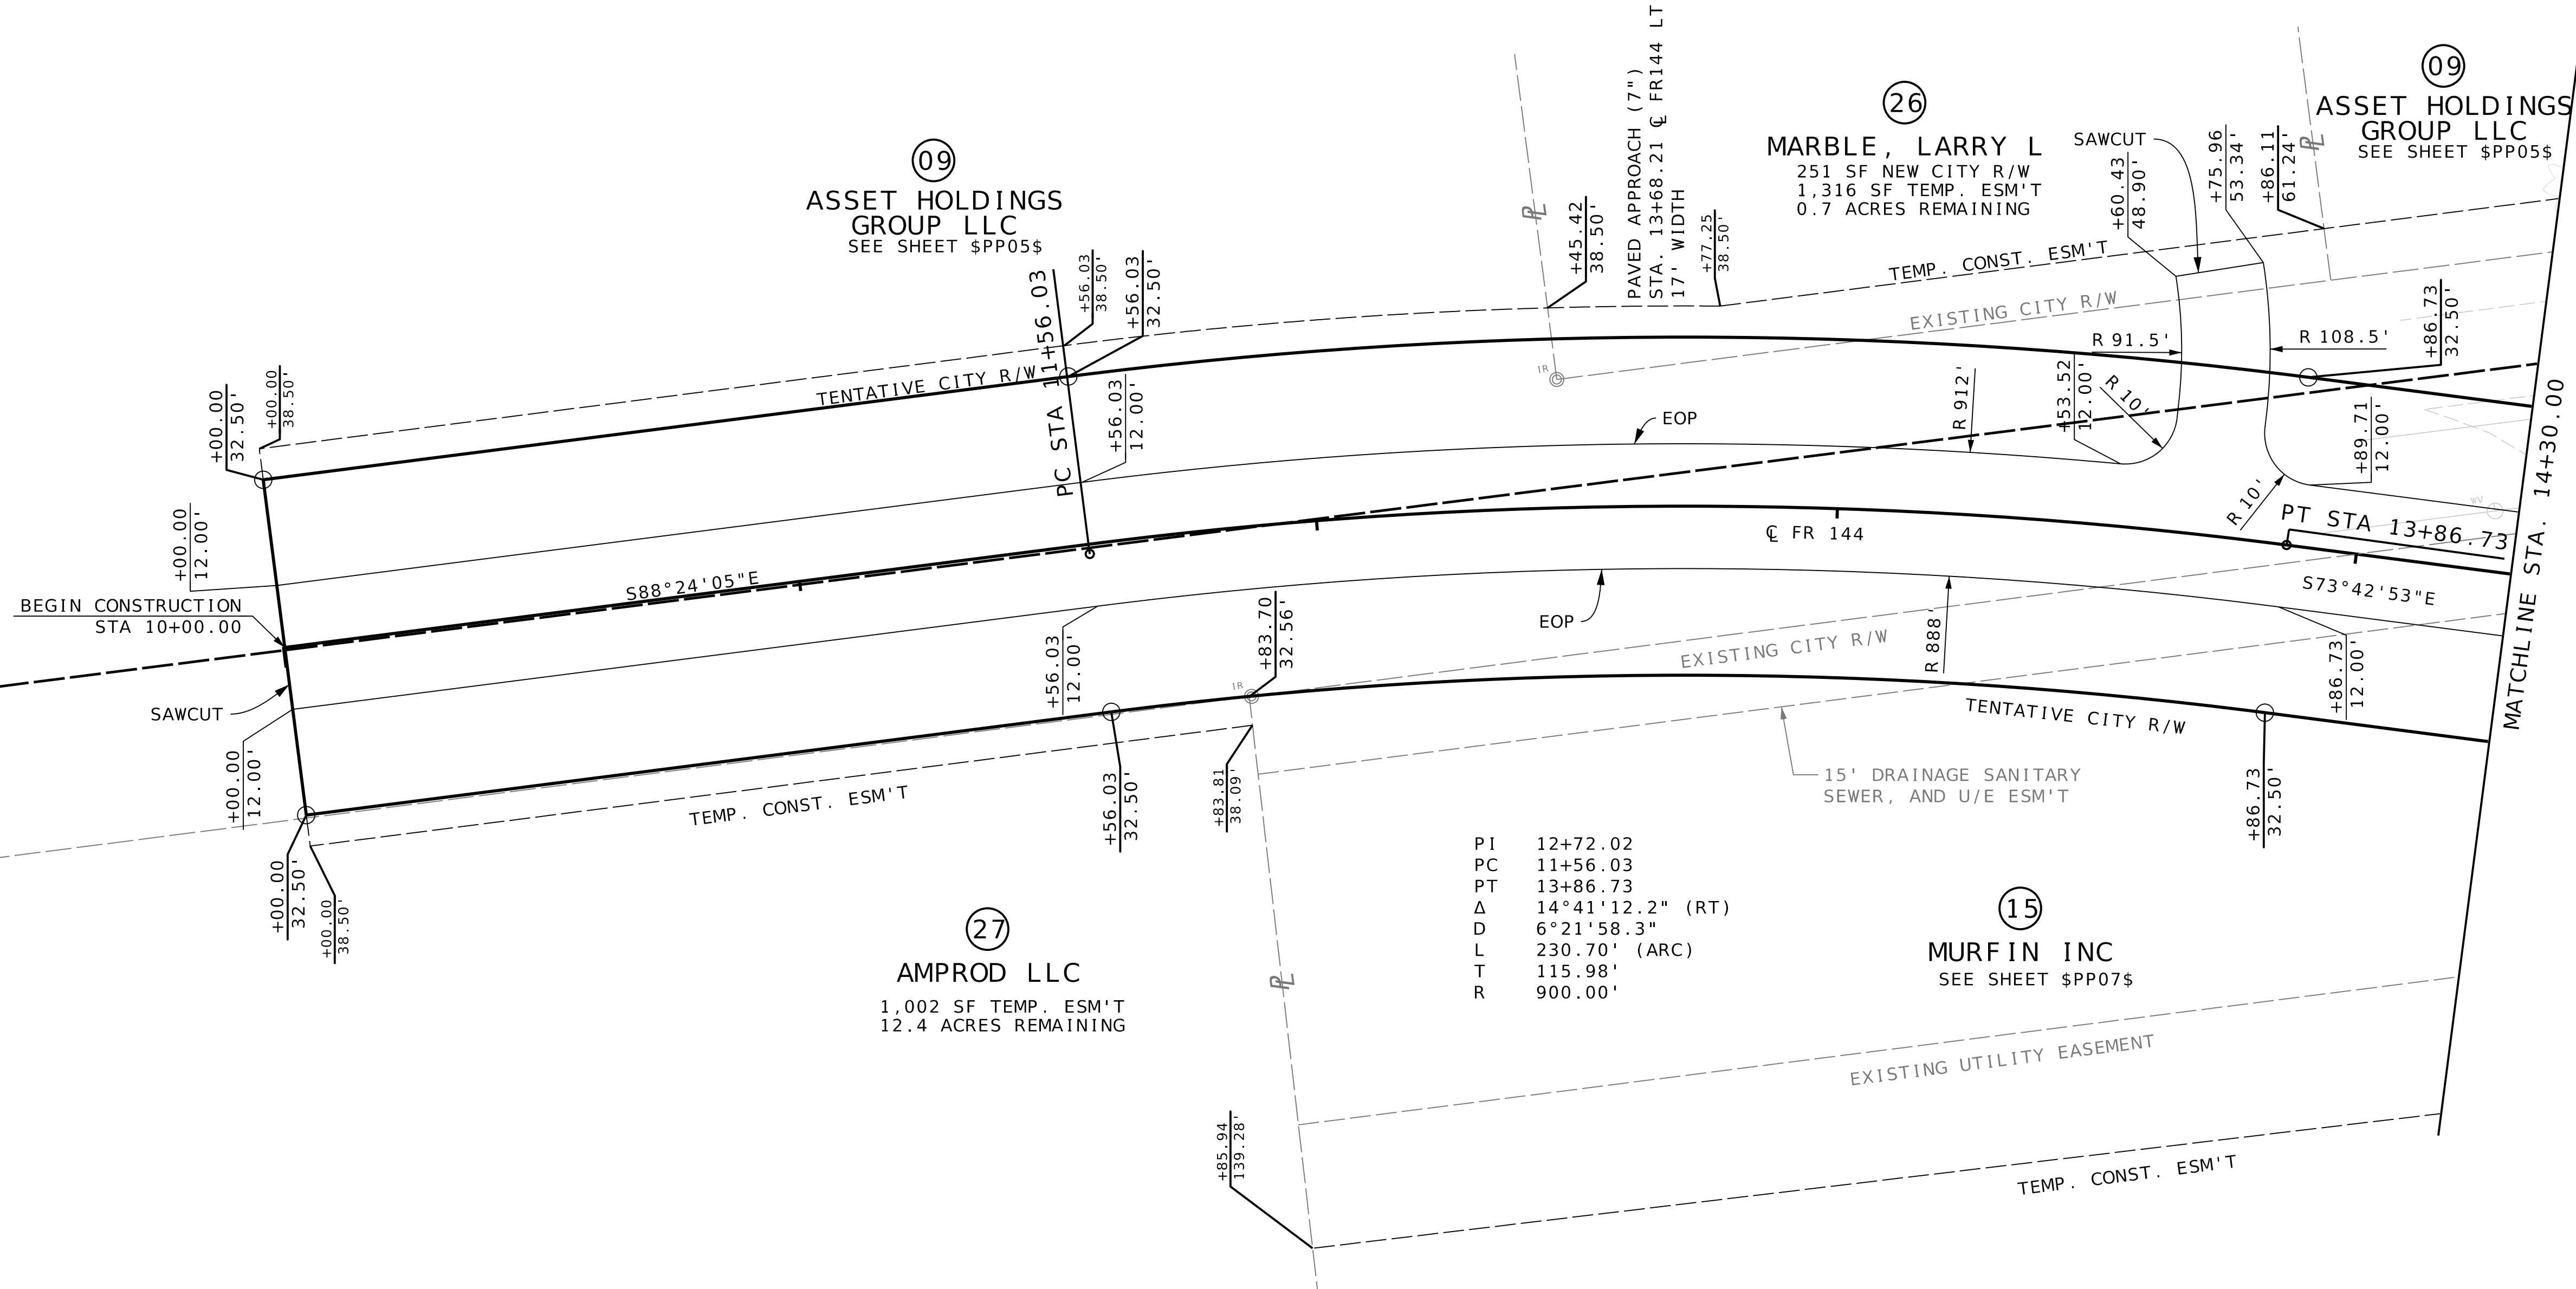 09
ASSET HOLDINGS
GROUP LLC
SEE SHEET $PP05$
PAVED APPROACH (7")
STA. 13+68.21 ℄ FR144 LT
17' WIDTH
26
MARBLE, LARRY L
251 SF NEW CITY R/W
1,316 SF TEMP. ESM'T
0.7 ACRES REMAINING
SAWCUT
09
ASSET HOLDINGS
GROUP LLC
SEE SHEET $PP05$
+60.43
48.90'
+75.96
53.34'
+86.11
61.24'
PL
PL
+45.42
38.50'
+77.25
38.50'
TEMP. CONST. ESM'T
EXISTING CITY R/W
+00.00
32.50'
+00.00
38.50'
TENTATIVE CITY R/W
PC STA 11+56.03
+56.03
38.50'
+56.03
32.50'
+56.03
12.00'
IR
EOP
R 912'
+53.52
12.00'
R 10'
R 91.5'
R 108.5'
+86.73
32.50'
+89.71
12.00'
R 10'
WV
PT STA 13+86.73
MATCHLINE STA. 14+30.00
+00.00
12.00'
BEGIN CONSTRUCTION
STA 10+00.00
S88°24'05"E
℄ FR 144
S73°42'53"E
SAWCUT
+00.00
12.00'
+56.03
12.00'
+83.70
32.56'
IR
EOP
EXISTING CITY R/W
R 888'
TENTATIVE CITY R/W
+86.73
12.00'
+00.00
32.50'
+00.00
38.50'
TEMP. CONST. ESM'T
+56.03
32.50'
+83.81
38.09'
15' DRAINAGE SANITARY
SEWER, AND U/E ESM'T
+86.73
32.50'
27
AMPROD LLC
1,002 SF TEMP. ESM'T
12.4 ACRES REMAINING
PL
PI 12+72.02
PC 11+56.03
PT 13+86.73
Δ 14°41'12.2" (RT)
D 6°21'58.3"
L 230.70' (ARC)
T 115.98'
R 900.00'
15
MURFIN INC
SEE SHEET $PP07$
EXISTING UTILITY EASEMENT
+85.94
139.28'
TEMP. CONST. ESM'T